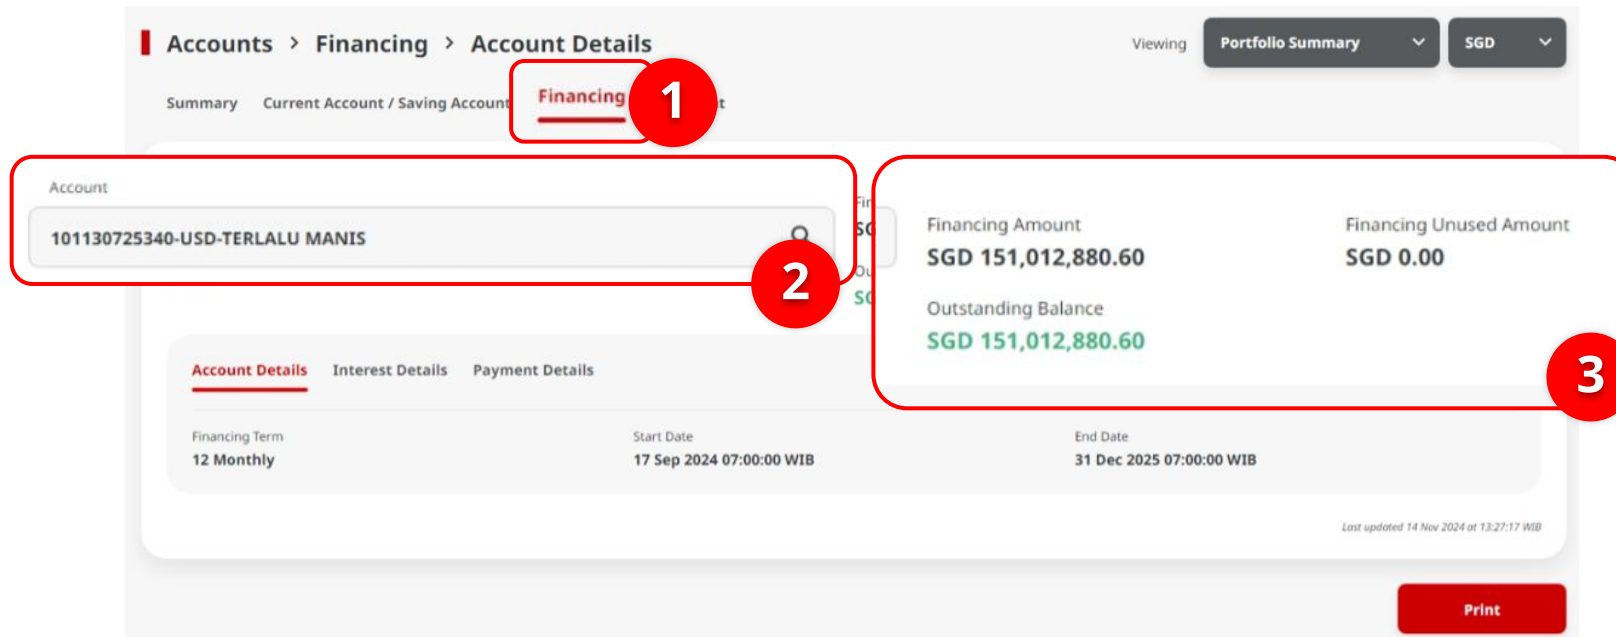 Accounts > Financing > Account Details
Viewing
Portfolio Summary
SGD
Summary
Current Account / Saving Account
Financing
1
Account
101130725340-USD-TERLALU MANIS
2
Financing Amount
SGD 151,012,880.60
Financing Unused Amount
SGD 0.00
Outstanding Balance
SGD 151,012,880.60
3
Account Details
Interest Details
Payment Details
Financing Term
12 Monthly
Start Date
17 Sep 2024 07:00:00 WIB
End Date
31 Dec 2025 07:00:00 WIB
Last updated 14 Nov 2024 at 13:27:17 WIB
Print